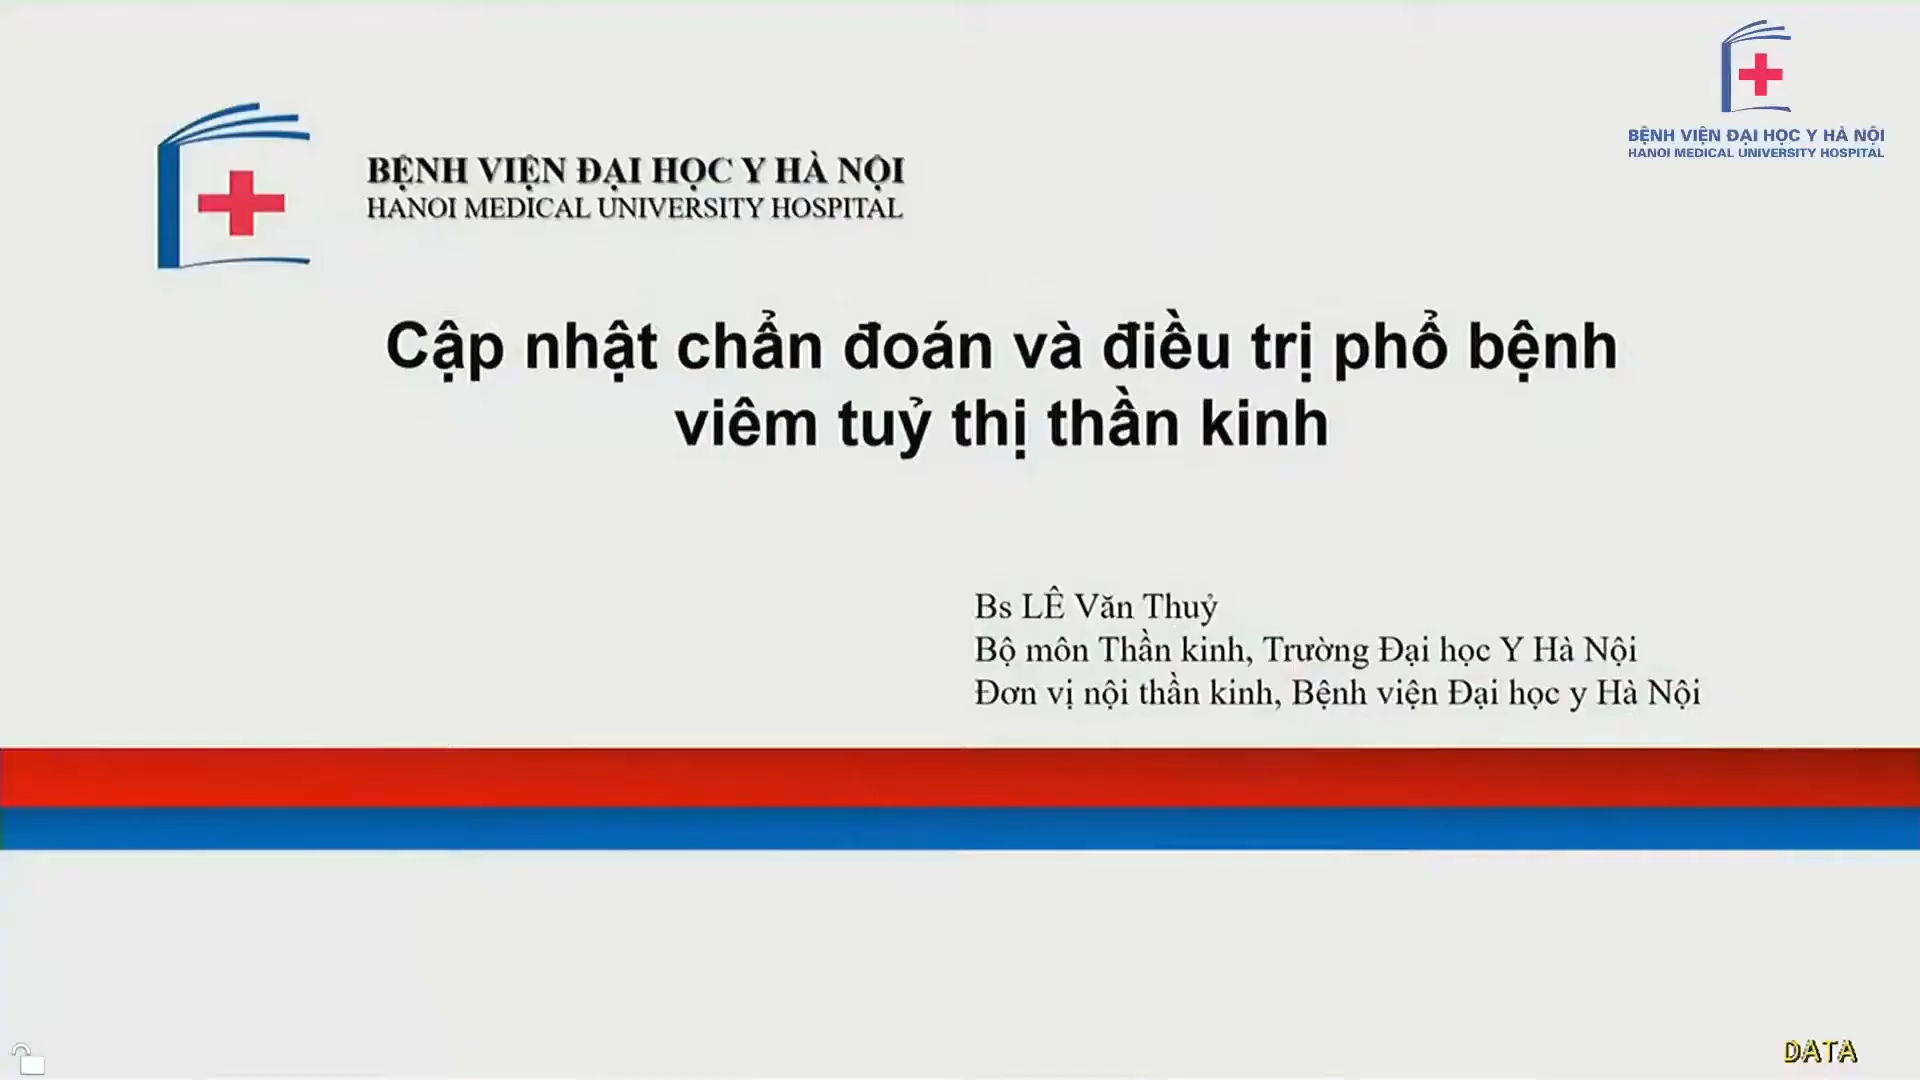 BỆNH VIỆN ĐẠI HỌC Y HÀ NỘI
HANOI MEDICAL UNIVERSITY HOSPITAL
BỆNH VIỆN ĐẠI HỌC Y HÀ NỘI
HANOI MEDICAL UNIVERSITY HOSPITAL
Cập nhật chẩn đoán và điều trị phổ bệnh
viêm tuỷ thị thần kinh
Bs LÊ Văn Thuỷ
Bộ môn Thần kinh, Trường Đại học Y Hà Nội
Đơn vị nội thần kinh, Bệnh viện Đại học y Hà Nội
DATA